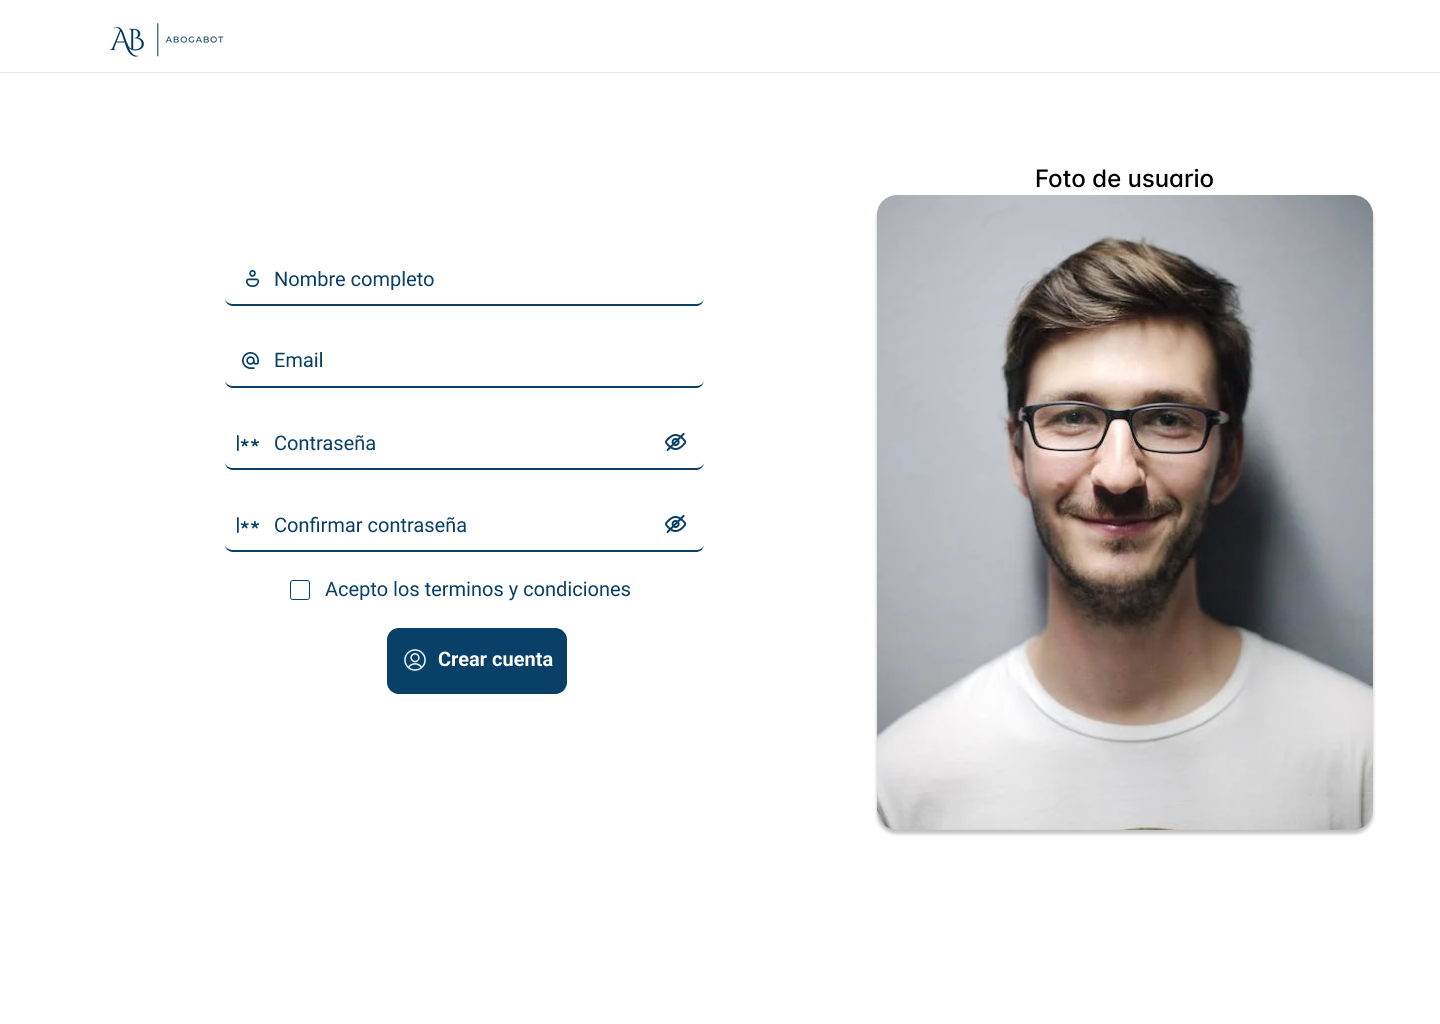 AB | ABOGABOT
Foto de usuario
Nombre completo
@ Email
|** Contraseña
|** Confirmar contraseña
Acepto los terminos y condiciones
Crear cuenta